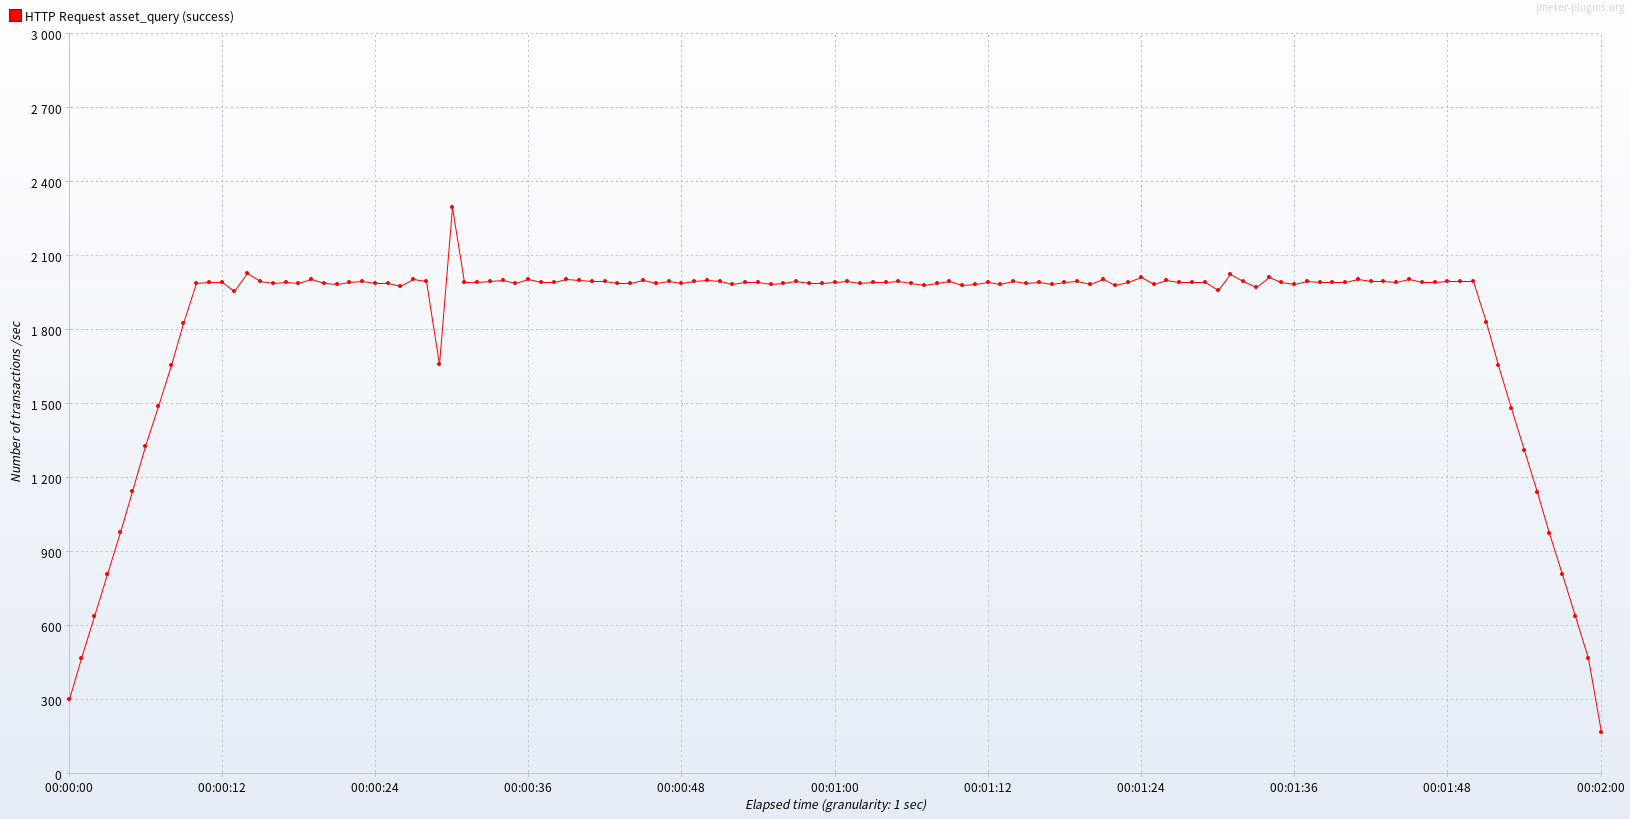 HTTP Request asset_query (success)
jmeter-plugins.org
3 000
2 700
2 400
2 100
1 800
1 500
1 200
900
600
300
0
Number of transactions /sec
00:00:00 00:00:12 00:00:24 00:00:36 00:00:48 00:01:00 00:01:12 00:01:24 00:01:36 00:01:48 00:02:00
Elapsed time (granularity: 1 sec)